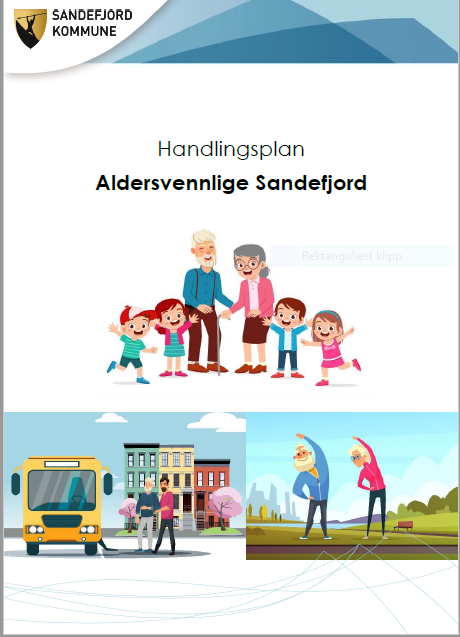 SANDEFJORD
KOMMUNE
Handlingsplan
Aldersvennlige Sandefjord
Rektangulært klipp